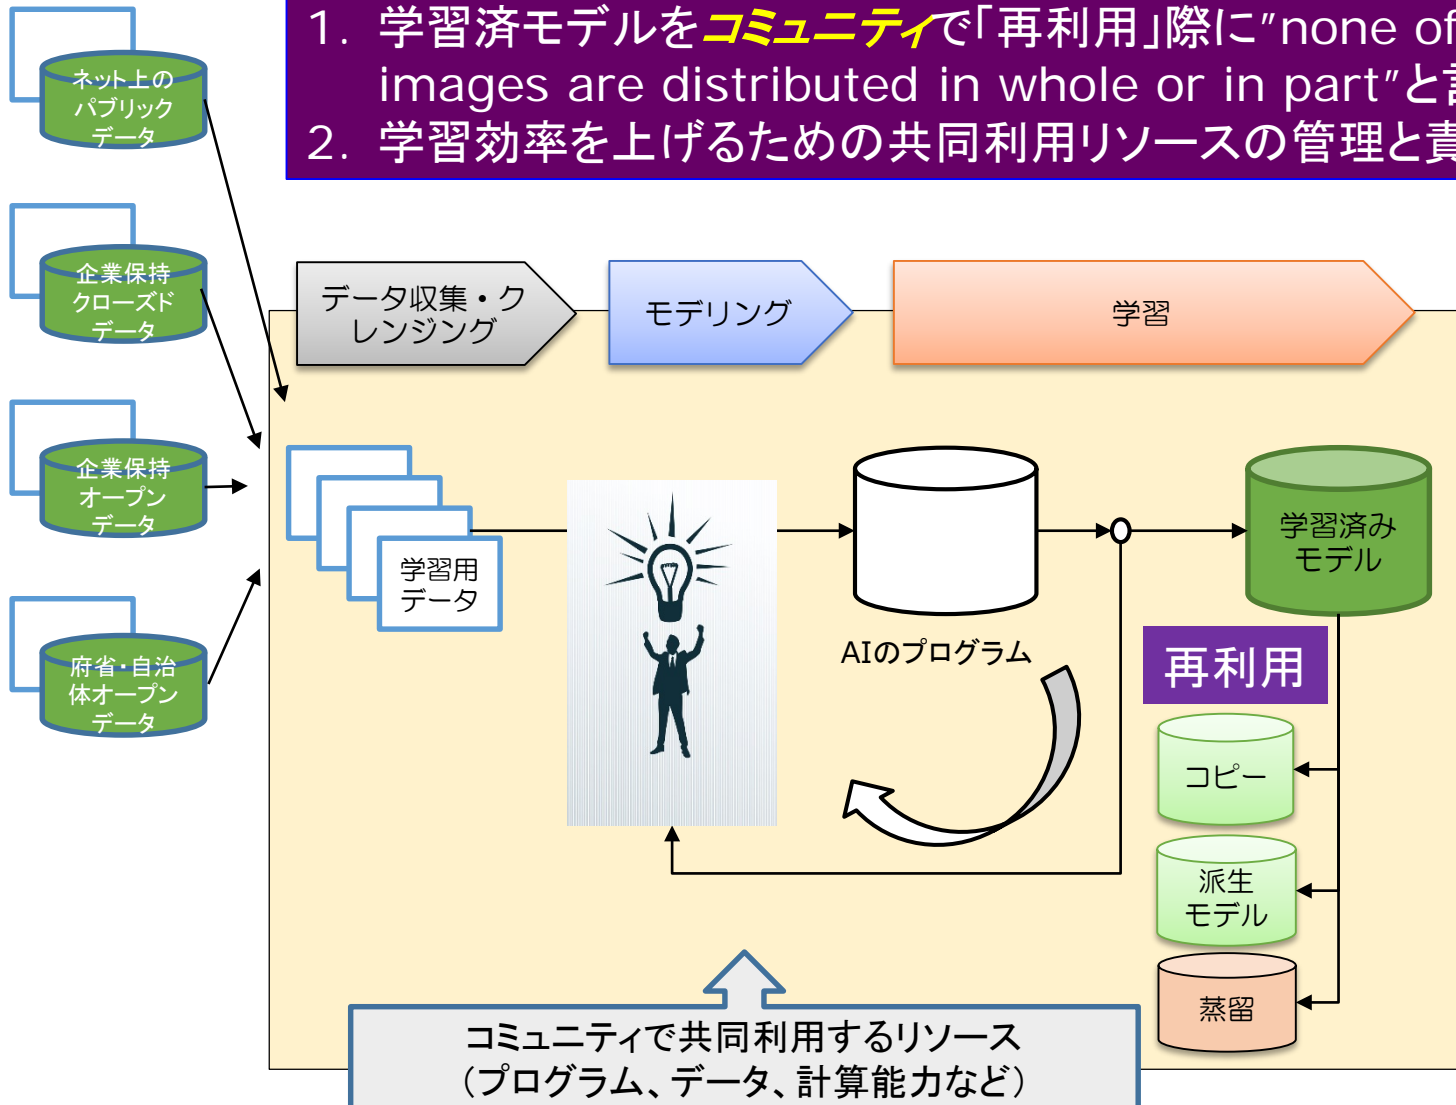 1. 学習済モデルをコミュニティで「再利用」際に"none of
images are distributed in whole or in part"と
2. 学習効率を上げるための共同利用リソースの管理と責
ネット上の
パブリック
データ
企業保持
クローズド
データ
企業保持
オープン
データ
府省・自治
体オープン
データ
データ収集・ク
レンジング
モデリング
学習
学習用
データ
AIのプログラム
学習済み
モデル
再利用
コピー
派生
モデル
蒸留
コミュニティで共同利用するリソース
（プログラム、データ、計算能力など）